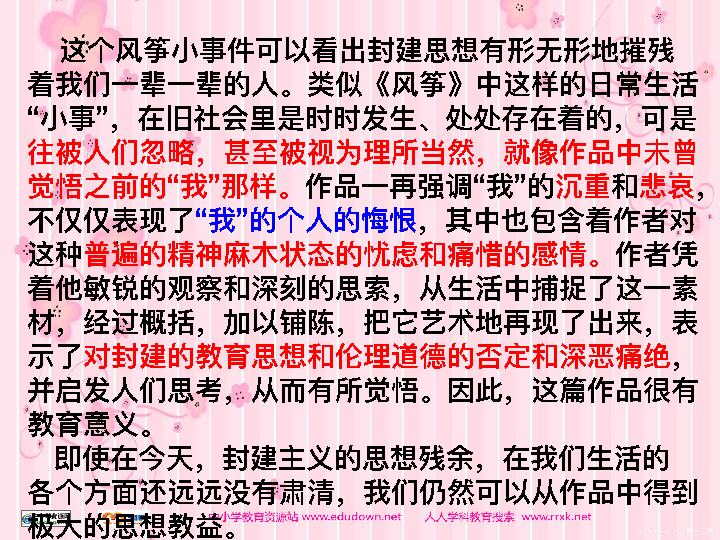 这个风筝小事件可以看出封建思想有形无形地摧残
着我们一辈一辈的人。类似《风筝》中这样的日常生活
“小事”，在旧社会里是时时发生、处处存在着的，可是
往被人们忽略，甚至被视为理所当然，就像作品中未曾
觉悟之前的“我”那样。作品一再强调“我”的沉重和悲哀，
不仅仅表现了“我”的个人的悔恨，其中也包含着作者对
这种普遍的精神麻木状态的忧虑和痛惜的感情。作者凭
着他敏锐的观察和深刻的思索，从生活中捕捉了这一素
材，经过概括，加以铺陈，把它艺术地再现了出来，表
示了对封建的教育思想和伦理道德的否定和深恶痛绝，
并启发人们思考，从而有所觉悟。因此，这篇作品很有
教育意义。
即使在今天，封建主义的思想残余，在我们生活的
各个方面还远远没有肃清，我们仍然可以从作品中得到
极大的思想教益。
中小学教育资源站 www.edudown.net 人人学科教育搜索 www.rrxk.net